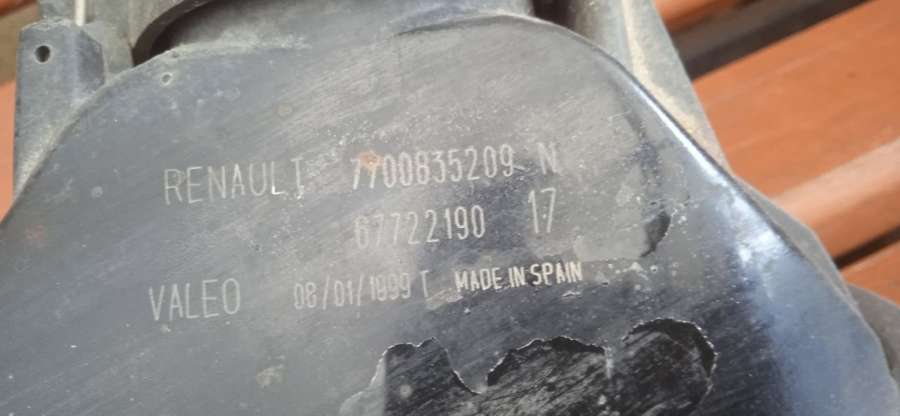 RENAULT 7700835209 N
67722190 17
VALEO 08/01/1999 T MADE IN SPAIN